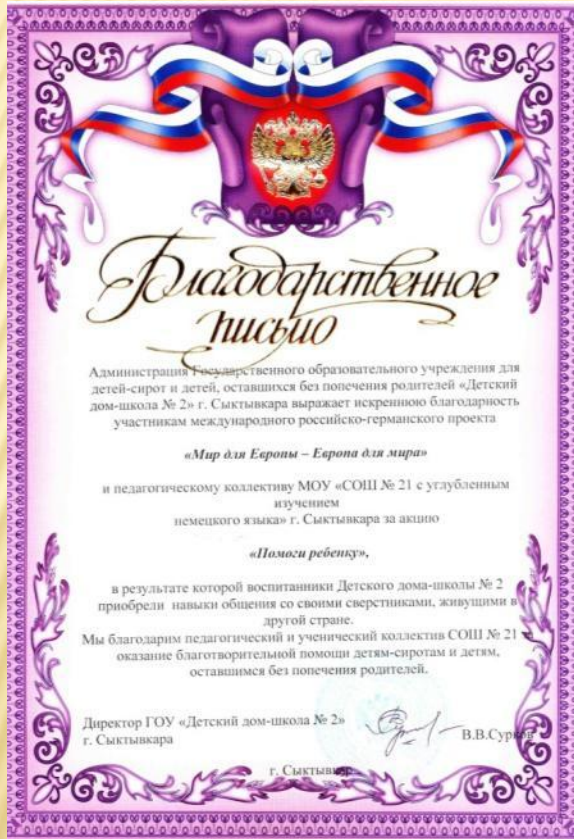 Благодарственное
письмо
Администрация Государственного образовательного учреждения для
детей-сирот и детей, оставшихся без попечения родителей «Детский
дом-школа № 2» г. Сыктывкара выражает искреннюю благодарность
участникам международного российско-германского проекта
«Мир для Европы – Европа для мира»
и педагогическому коллективу МОУ «СОШ № 21 с углубленным
изучением
немецкого языка» г. Сыктывкара за акцию
«Помоги ребенку»,
в результате которой воспитанники Детского дома-школы № 2
приобрели навыки общения со своими сверстниками, живущими в
другой стране.
Мы благодарим педагогический и ученический коллектив СОШ № 21
оказание благотворительной помощи детям-сиротам и детям,
оставшимся без попечения родителей.
Директор ГОУ «Детский дом-школа № 2»
г. Сыктывкара
В.В.Сурков
г. Сыктывкар